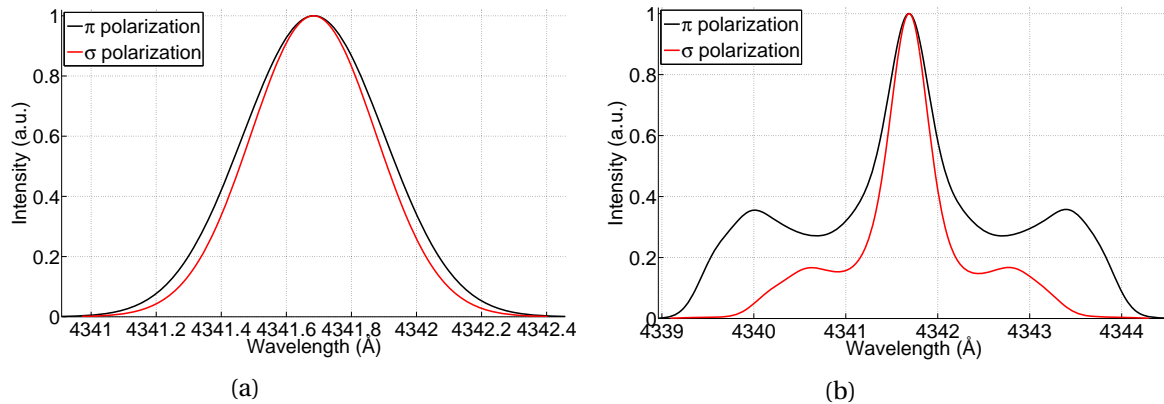 π polarization
σ polarization
1
0.8
0.6
0.4
0.2
0
Intensity (a.u.)
4341 4341.2 4341.4 4341.6 4341.8 4342 4342.2 4342.4
Wavelength (Å)
(a)
π polarization
σ polarization
1
0.8
0.6
0.4
0.2
0
Intensity (a.u.)
4339 4340 4341 4342 4343 4344
Wavelength (Å)
(b)